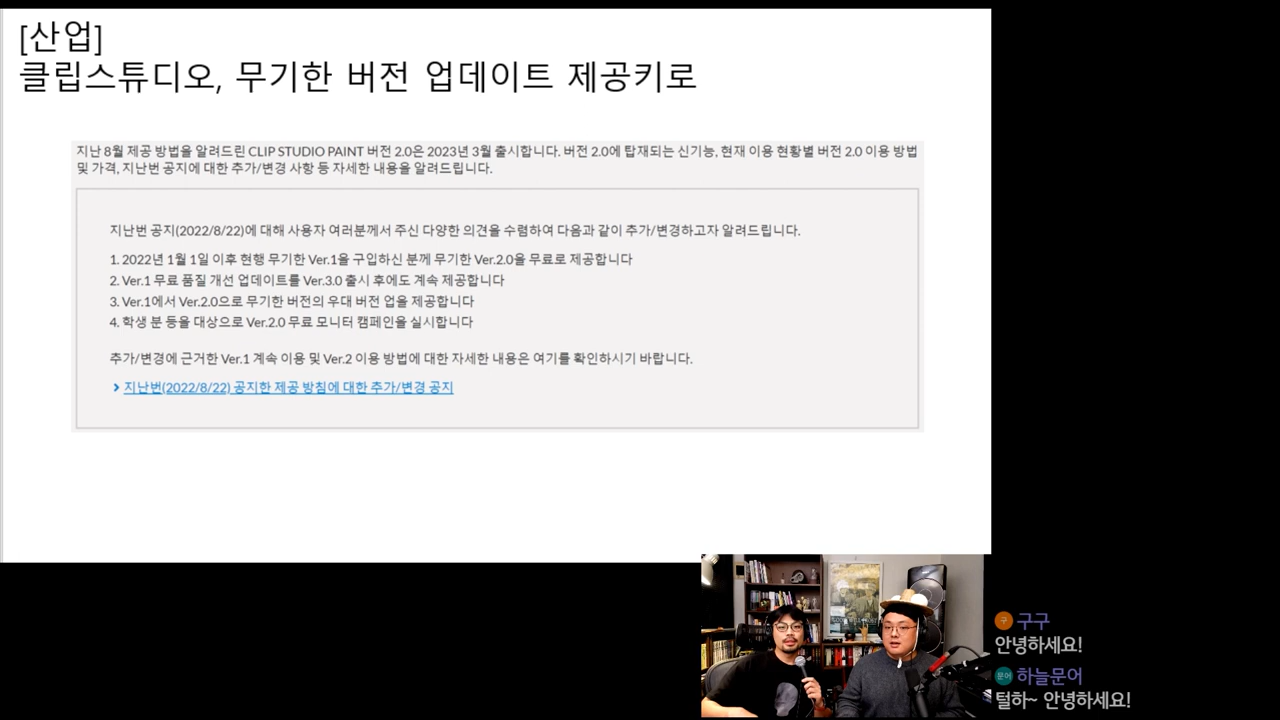 [산업]
클립스튜디오, 무기한 버전 업데이트 제공키로
지난 8월 제공 방법을 알려드린 CLIP STUDIO PAINT 버전 2.0은 2023년 3월 출시합니다. 버전 2.0에 탑재되는 신기능, 현재 이용 현황별 버전 2.0 이용 방법
및 가격, 지난번 공지에 대한 추가/변경 사항 등 자세한 내용을 알려드립니다.
지난번 공지(2022/8/22)에 대해 사용자 여러분께서 주신 다양한 의견을 수렴하여 다음과 같이 추가/변경하고자 알려드립니다.
1. 2022년 1월 1일 이후 현행 무기한 Ver.1을 구입하신 분께 무기한 Ver.2.0을 무료로 제공합니다
2. Ver.1 무료 품질 개선 업데이트를 Ver.3.0 출시 후에도 계속 제공합니다
3. Ver.1에서 Ver.2.0으로 무기한 버전의 우대 버전 업을 제공합니다
4. 학생 분 등을 대상으로 Ver.2.0 무료 모니터 캠페인을 실시합니다
추가/변경에 근거한 Ver.1 계속 이용 및 Ver.2 이용 방법에 대한 자세한 내용은 여기를 확인하시기 바랍니다.
> 지난번(2022/8/22) 공지한 제공 방침에 대한 추가/변경 공지
구 구구
안녕하세요!
문어 하늘문어
털하~ 안녕하세요!